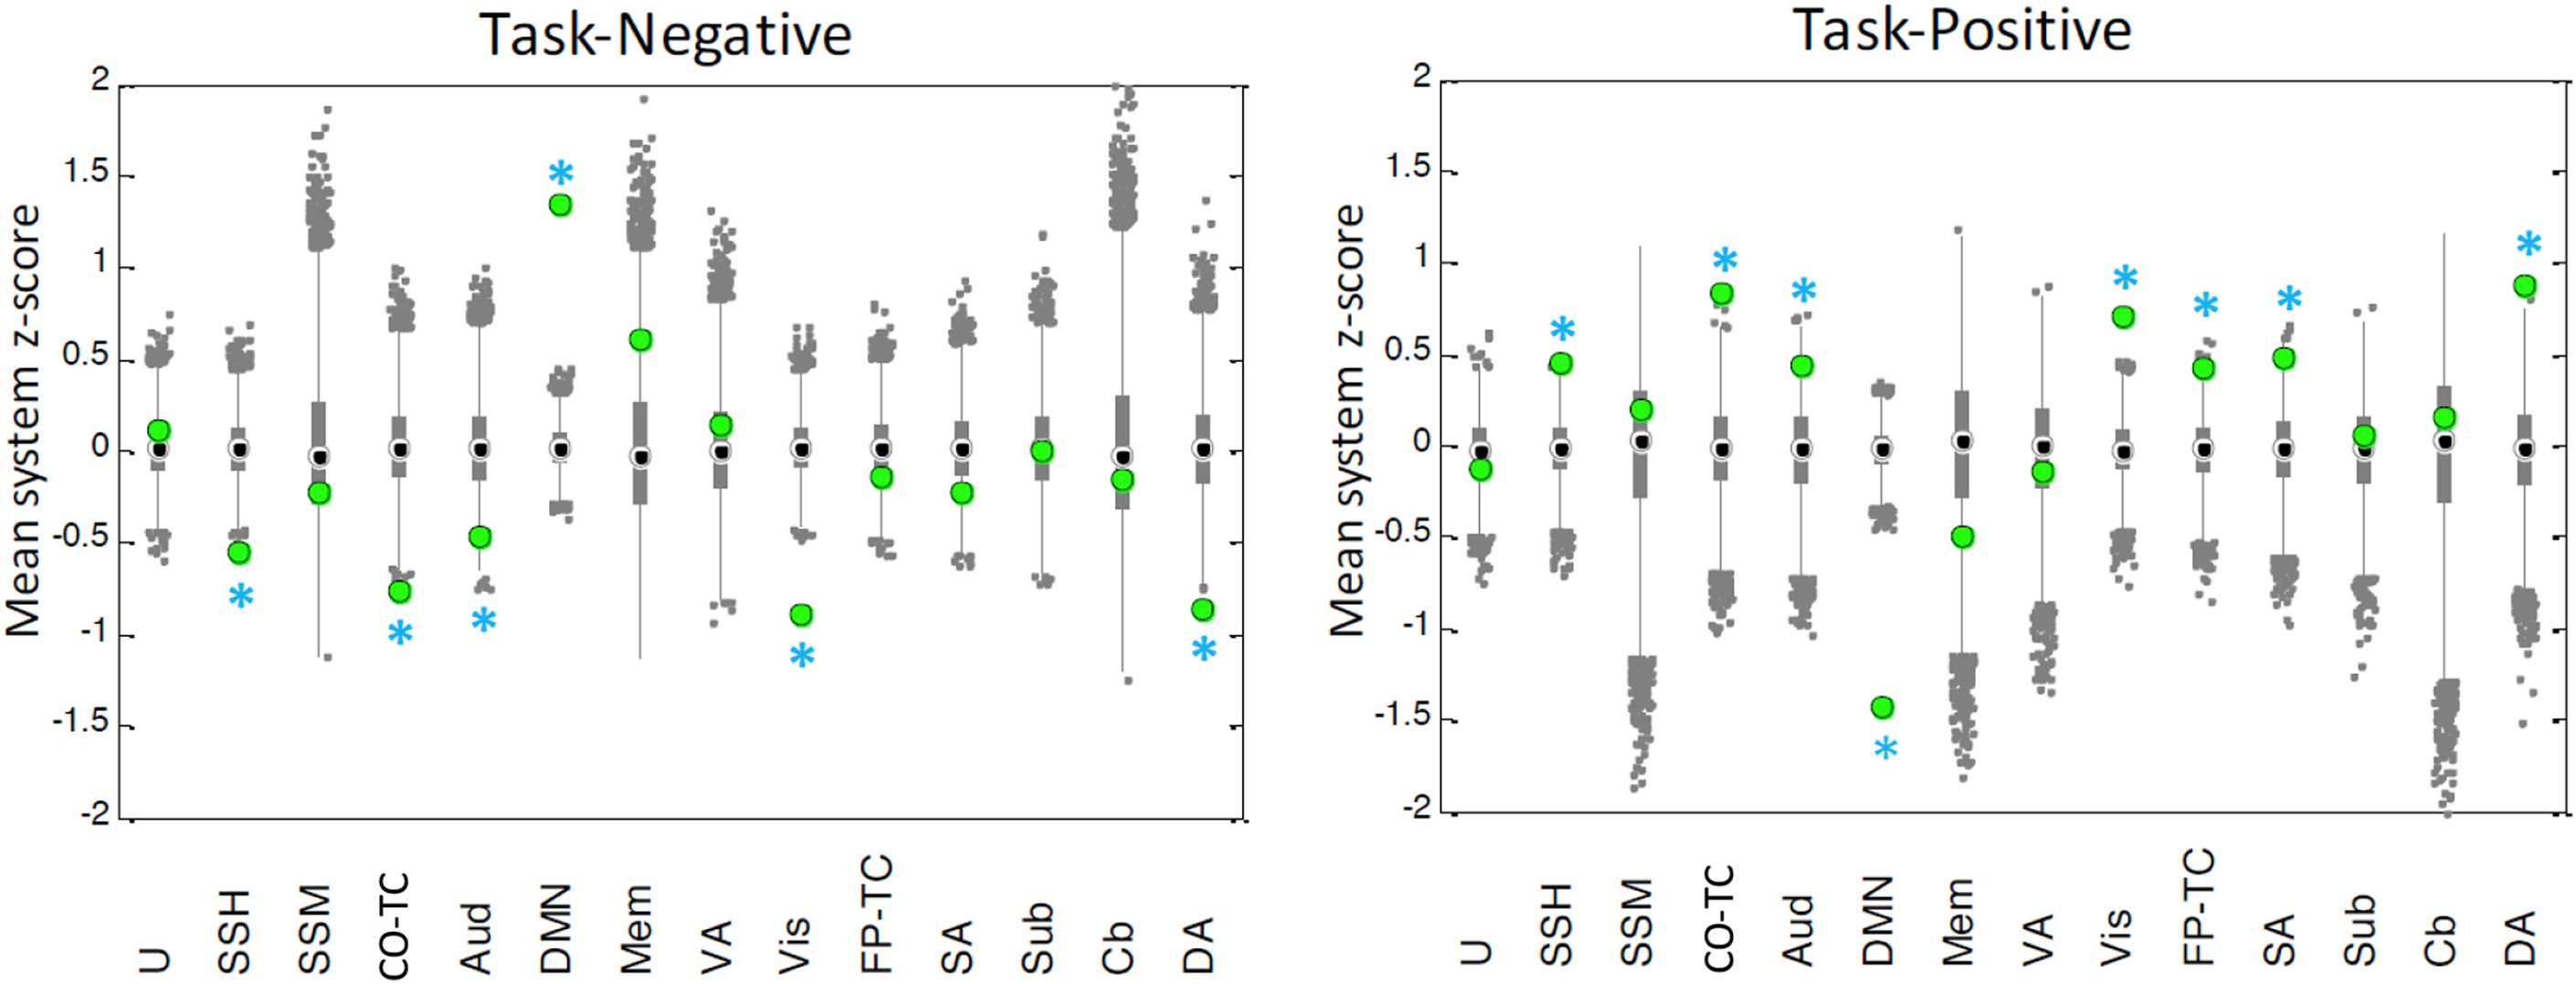 Task-Negative
Mean system z-score
2
1.5
1
0.5
0
-0.5
-1
-1.5
-2
U
SSH
SSM
CO-TC
Aud
DMN
Mem
VA
Vis
FP-TC
SA
Sub
Cb
DA
Task-Positive
Mean system z-score
2
1.5
1
0.5
0
-0.5
-1
-1.5
-2
U
SSH
SSM
CO-TC
Aud
DMN
Mem
VA
Vis
FP-TC
SA
Sub
Cb
DA